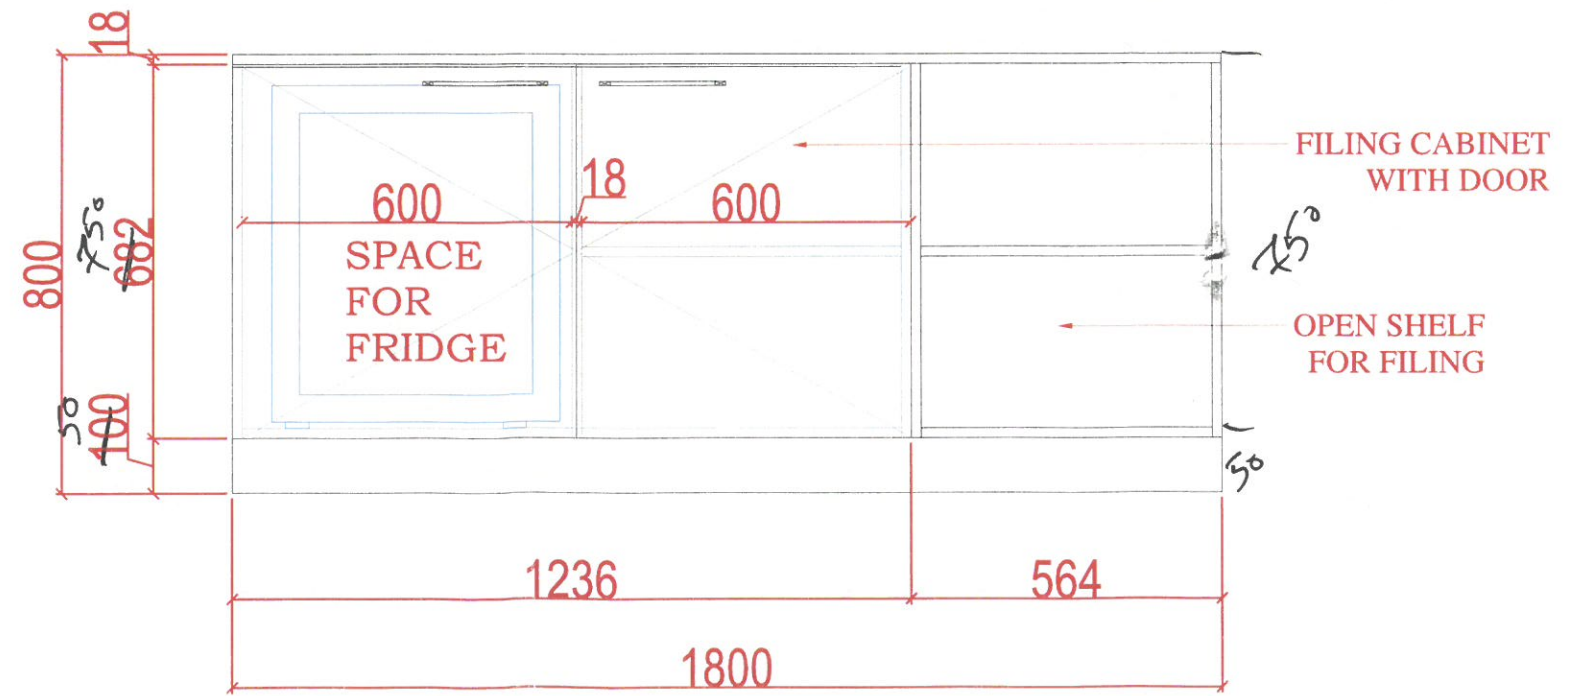 18
FILING CABINET
WITH DOOR
18
600
600
750
682
800
SPACE
FOR
FRIDGE
750
OPEN SHELF
FOR FILING
50
100
50
1236
564
1800